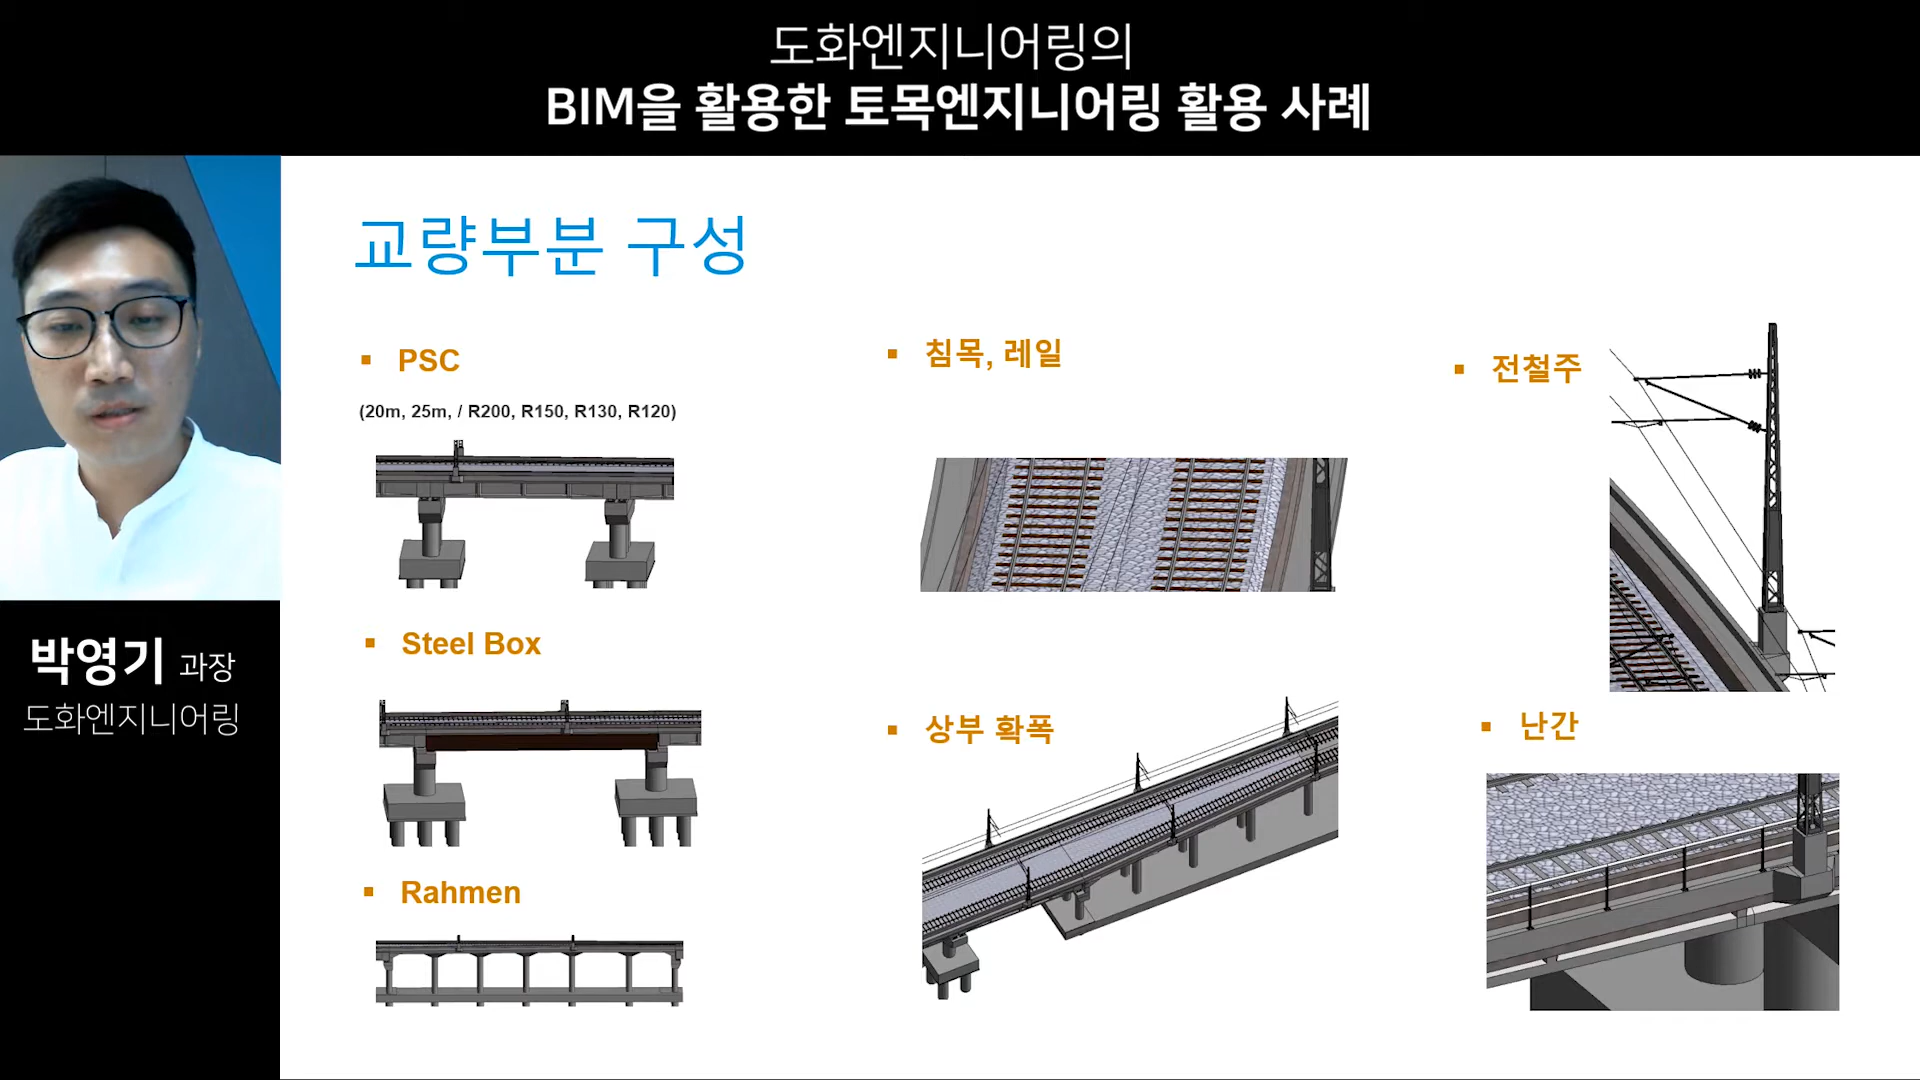 도화엔지니어링의
BIM을 활용한 토목엔지니어링 활용 사례
박영기 과장
도화엔지니어링
교량부분 구성
PSC
(20m, 25m, / R200, R150, R130, R120)
Steel Box
Rahmen
침목, 레일
상부 확폭
전철주
난간